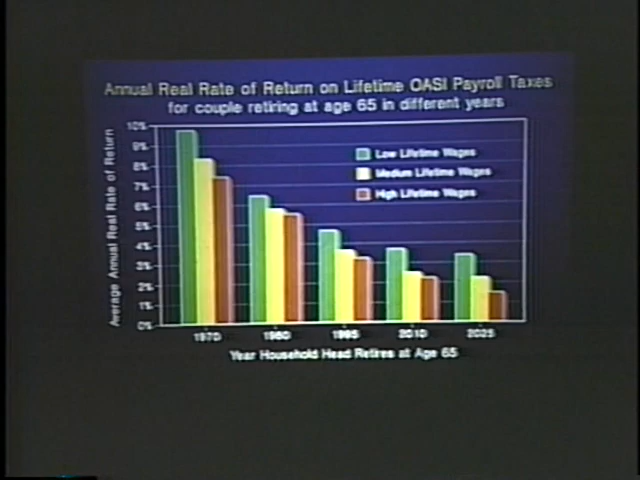 Annual Real Rate of Return on Lifetime OASI Payroll Taxes
for couple retiring at age 65 in different years
Average Annual Real Rate of Return
10%
9%
8%
7%
6%
5%
4%
3%
2%
1%
0%
Low Lifetime Wages
Medium Lifetime Wages
High Lifetime Wages
1970
1980
1995
2010
2025
Year Household Head Retires at Age 65